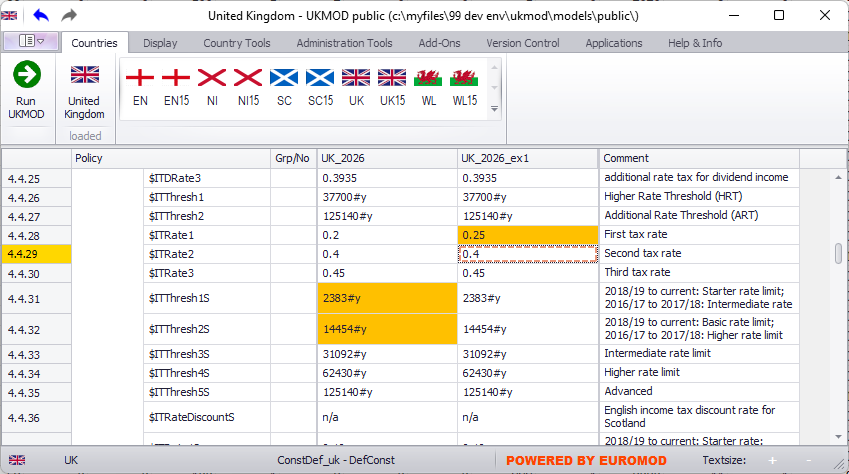 United Kingdom - UKMOD public (c:\myfiles\99 dev env\ukmod\models\public\)
Countries Display Country Tools Administration Tools Add-Ons Version Control Applications Help & Info
Run UKMOD
United Kingdom
loaded
EN EN15 NI NI15 SC SC15 UK UK15 WL WL15
Policy Grp/No UK_2026 UK_2026_ex1 Comment
4.4.25 $ITDRate3 0.3935 0.3935 additional rate tax for dividend income
4.4.26 $ITThresh1 37700#y 37700#y Higher Rate Threshold (HRT)
4.4.27 $ITThresh2 125140#y 125140#y Additional Rate Threshold (ART)
4.4.28 $ITRate1 0.2 0.25 First tax rate
4.4.29 $ITRate2 0.4 0.4 Second tax rate
4.4.30 $ITRate3 0.45 0.45 Third tax rate
4.4.31 $ITThresh1S 2383#y 2383#y 2018/19 to current: Starter rate limit;
2016/17 to 2017/18: Intermediate rate
4.4.32 $ITThresh2S 14454#y 14454#y 2018/19 to current: Basic rate limit;
2016/17 to 2017/18: Higher rate limit
4.4.33 $ITThresh3S 31092#y 31092#y Intermediate rate limit
4.4.34 $ITThresh4S 62430#y 62430#y Higher rate limit
4.4.35 $ITThresh5S 125140#y 125140#y Advanced
4.4.36 $ITRateDiscountS n/a n/a English income tax discount rate for
Scotland
2018/19 to current: Starter rate:
UK ConstDef_uk - DefConst POWERED BY EUROMOD Textsize: + -